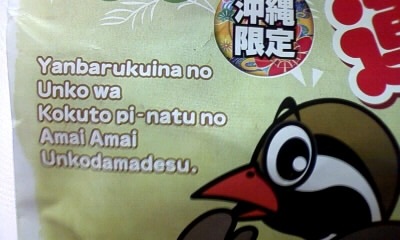 沖縄
限定
Yanbarukuina no
Unko wa
Kokuto pi-natu no
Amai Amai
Unkodamadesu.